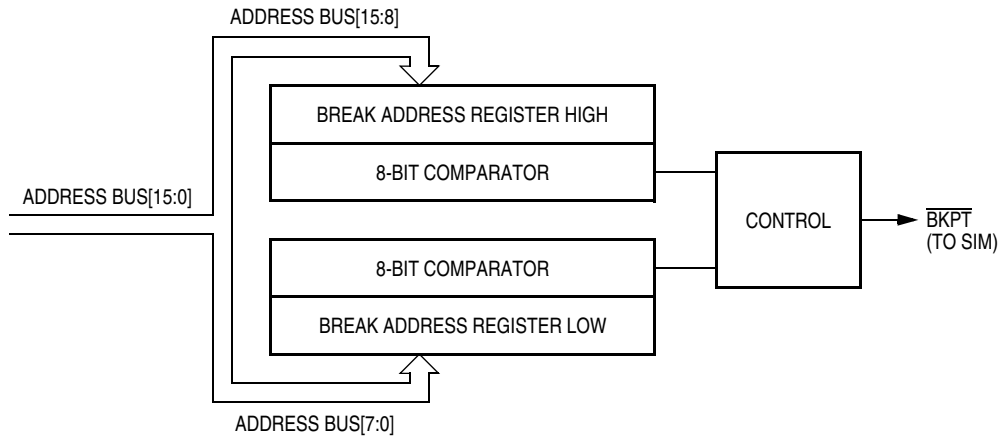 ADDRESS BUS[15:8]
BREAK ADDRESS REGISTER HIGH
8-BIT COMPARATOR
ADDRESS BUS[15:0]
CONTROL
BKPT
(TO SIM)
8-BIT COMPARATOR
BREAK ADDRESS REGISTER LOW
ADDRESS BUS[7:0]